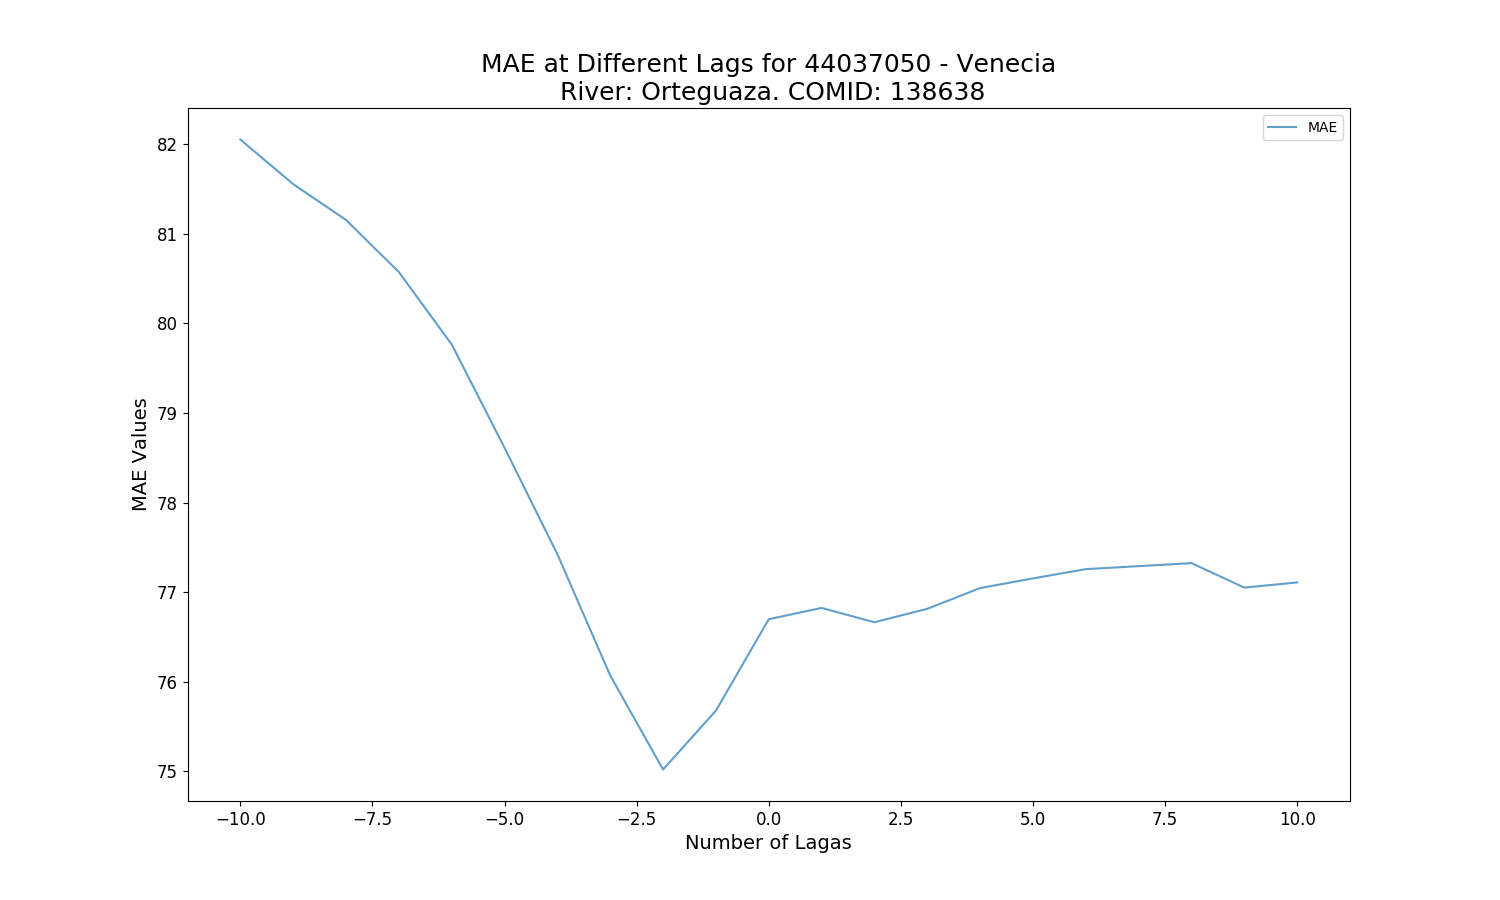 MAE at Different Lags for 44037050 - Venecia
River: Orteguaza. COMID: 138638
MAE
82
81
80
79
78
77
76
75
MAE Values
−10.0 −7.5 −5.0 −2.5 0.0 2.5 5.0 7.5 10.0
Number of Lagas